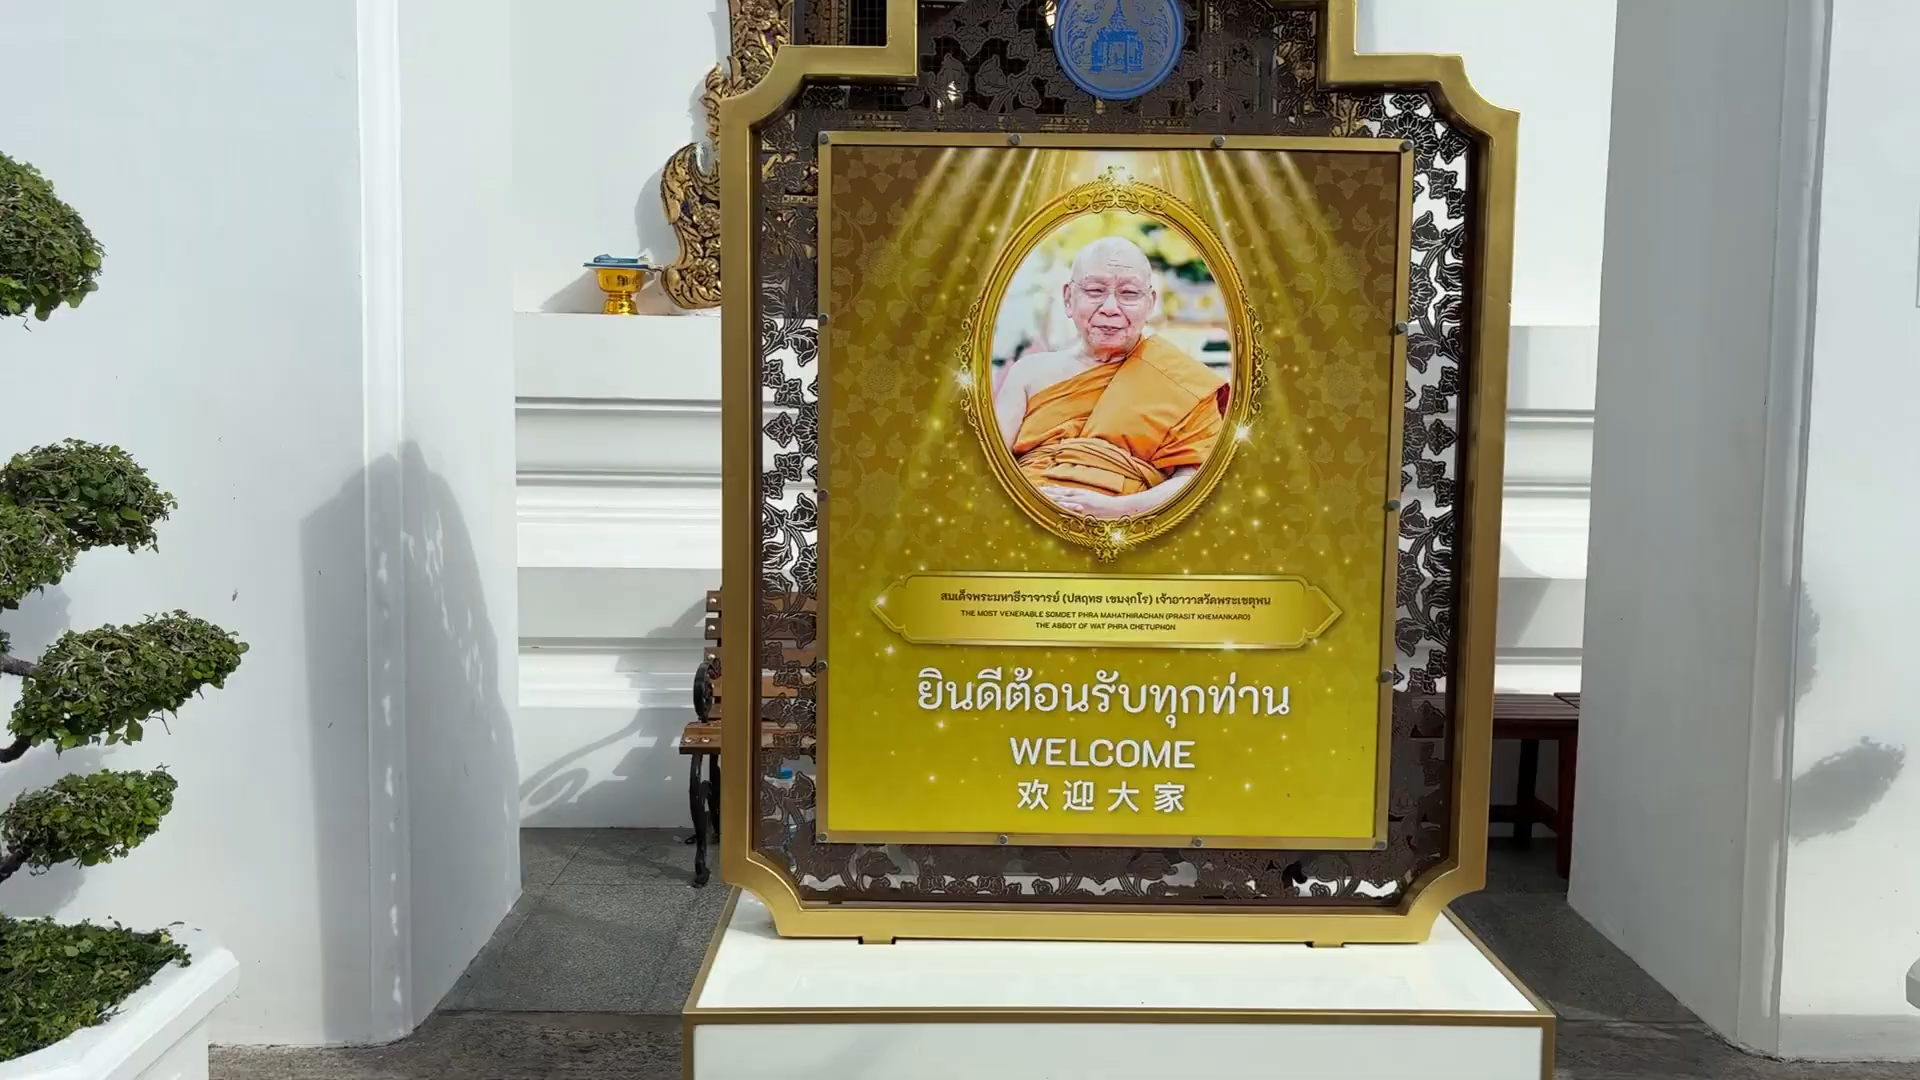 สมเด็จพระมหาธีราจารย์ (ปสฤทธ เขมงฺกโร) เจ้าอาวาสวัดพระเชตุพน
THE MOST VENERABLE SOMDET PHRA MAHATHIRACHAN (PRASIT KHEMANKARO)
THE ABBOT OF WAT PHRA CHETUPHON
ยินดีต้อนรับทุกท่าน
WELCOME
欢迎大家